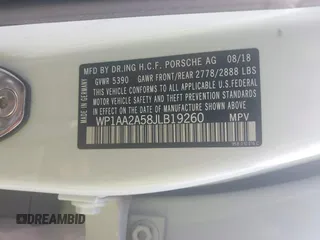 MFD. BY DR.ING H.C.F. PORSCHE AG 08/18
GVWR 5390 GAWR FRONT/REAR 2778/2888 LBS
THIS VEHICLE CONFORMS TO ALL APPLICABLE
FEDERAL MOTOR VEHICLE SAFETY, BUMPER AND
THEFT PREVENTION STANDARDS IN EFFECT ON
THE DATE OF MANUFACTURE SHOWN ABOVE.
WP1AA2A58JLB19260 MPV
DREAMBID